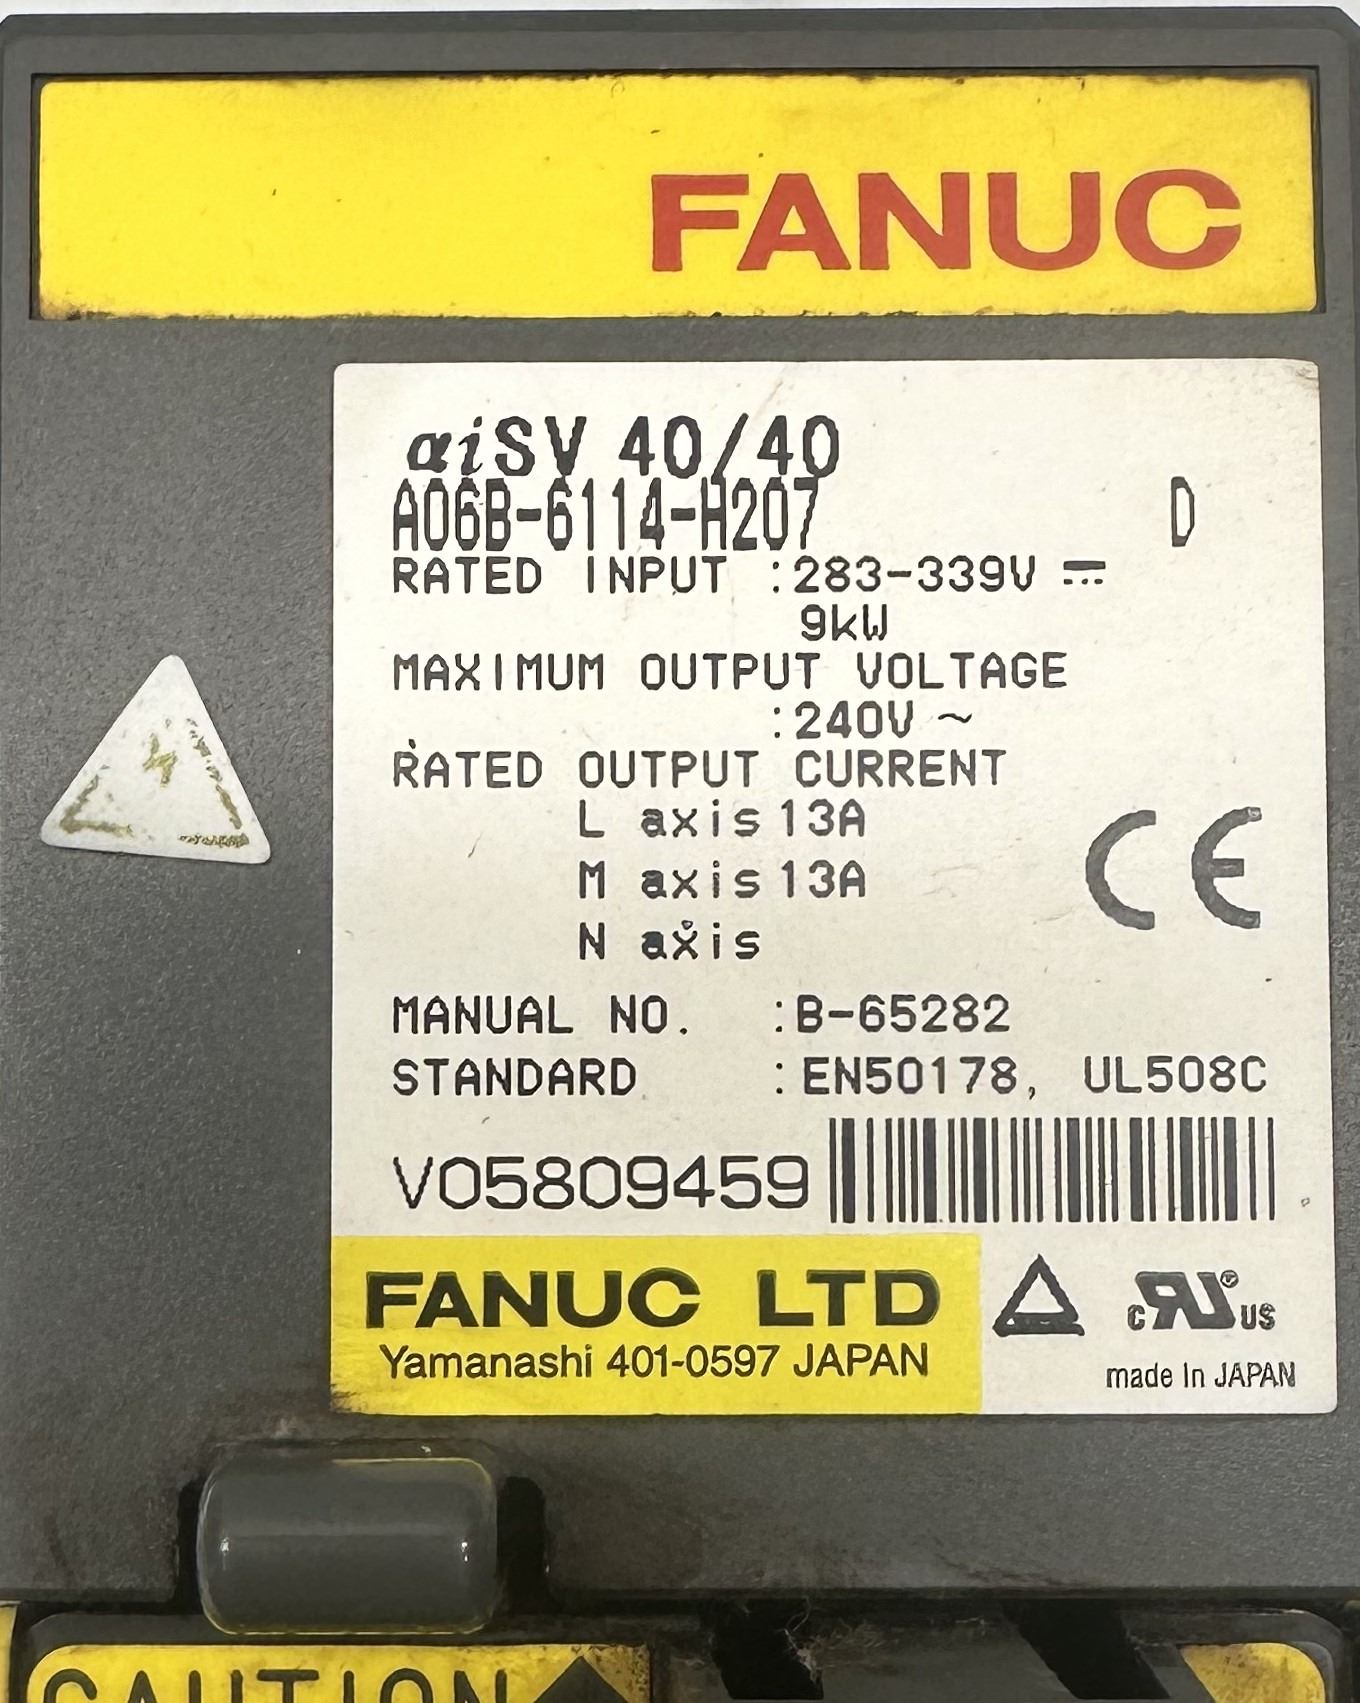 FANUC
αiSV 40/40
A06B-6114-H207 D
RATED INPUT :283-339V ⎓
9kW
MAXIMUM OUTPUT VOLTAGE
:240V ~
RATED OUTPUT CURRENT
L axis 13A
M axis 13A
N axis
CE
MANUAL NO. :B-65282
STANDARD :EN50178, UL508C
V05809459
FANUC LTD
Yamanashi 401-0597 JAPAN
c RU US
made in JAPAN
CAUTION